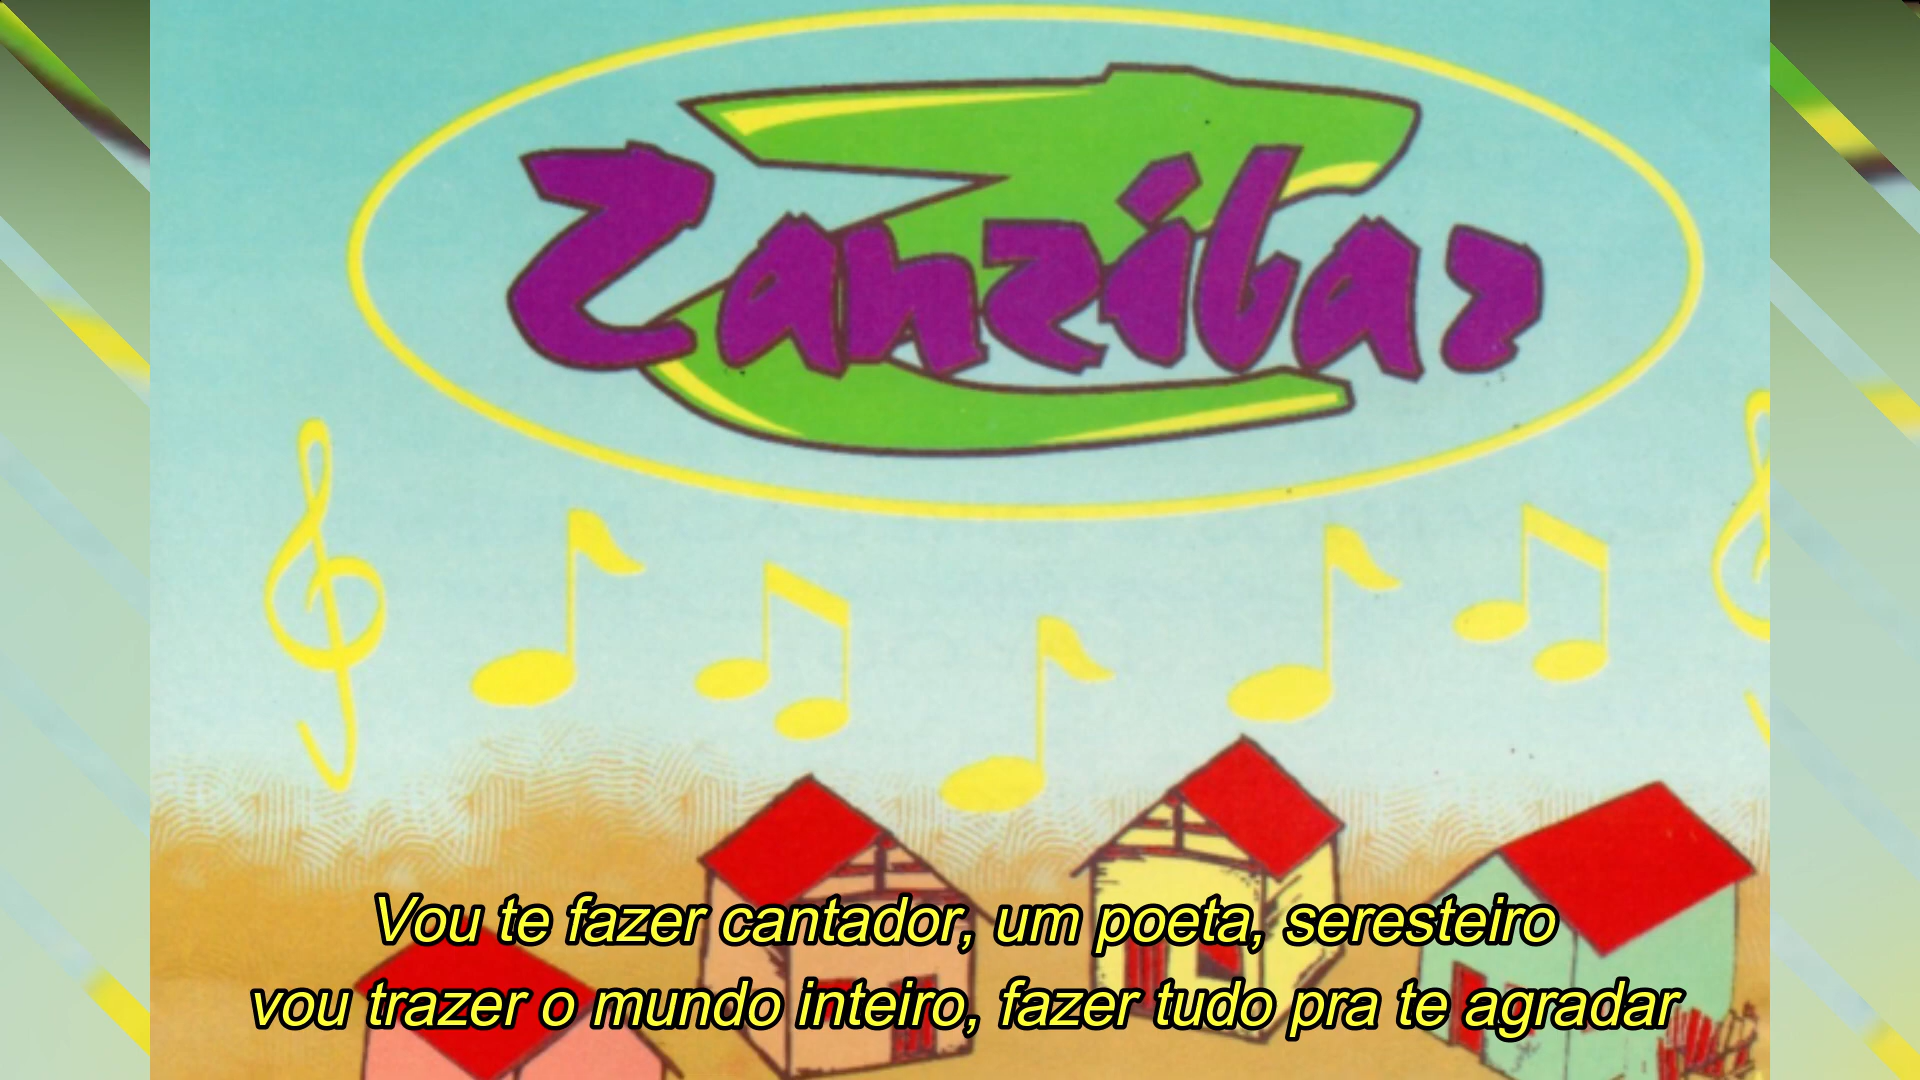 Zanzibar
Vou te fazer cantador, um poeta, seresteiro
vou trazer o mundo inteiro, fazer tudo pra te agradar